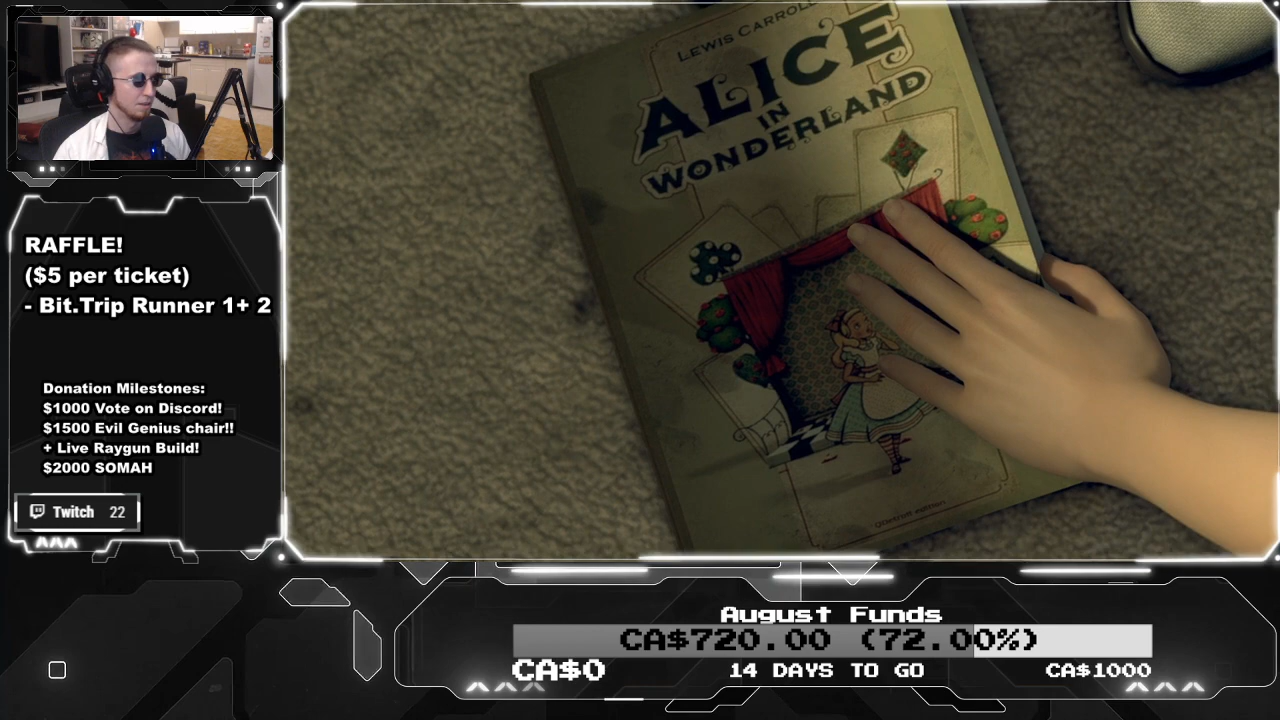 RAFFLE!
($5 per ticket)
- Bit.Trip Runner 1+ 2
Donation Milestones:
$1000 Vote on Discord!
$1500 Evil Genius chair!!
+ Live Raygun Build!
$2000 SOMAH
Twitch 22
LEWIS CARROLL
ALICE
IN
WONDERLAND
QDetroit edition
August Funds
CA$720.00 (72.00%)
CA$0 14 DAYS TO GO CA$1000